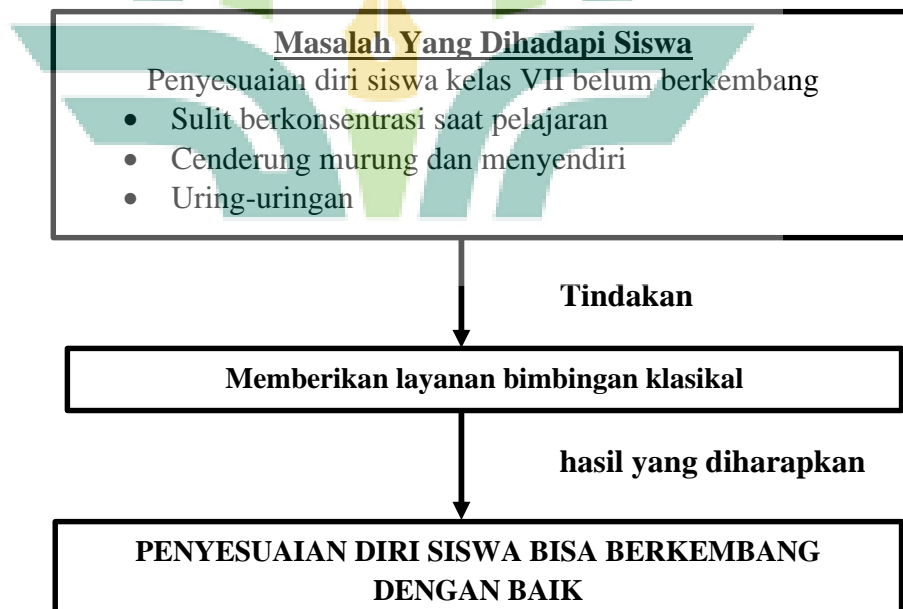 Masalah Yang Dihadapi Siswa
Penyesuaian diri siswa kelas VII belum berkembang
• Sulit berkonsentrasi saat pelajaran
• Cenderung murung dan menyendiri
• Uring-uringan
Tindakan
Memberikan layanan bimbingan klasikal
hasil yang diharapkan
PENYESUAIAN DIRI SISWA BISA BERKEMBANG
DENGAN BAIK